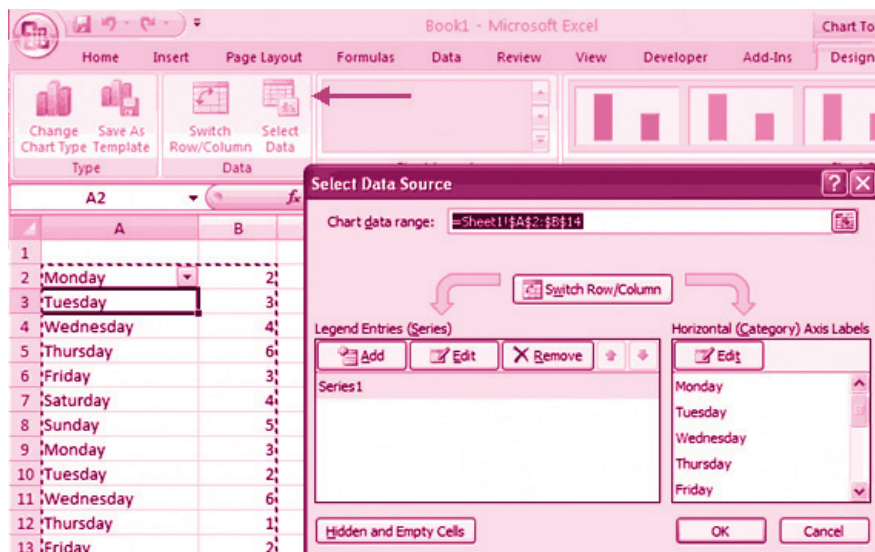 Book1 - Microsoft Excel
Chart To
Home Insert Page Layout Formulas Data Review View Developer Add-Ins Design
Change Chart Type
Save As Template
Switch Row/Column
Select Data
Type
Data
A2
fx
A B
1
2 Monday 2
3 Tuesday 3
4 Wednesday 4
5 Thursday 6
6 Friday 3
7 Saturday 4
8 Sunday 5
9 Monday 3
10 Tuesday 2
11 Wednesday 6
12 Thursday 1
13 Friday 2
Select Data Source
Chart data range: =Sheet1!$A$2:$B$14
Switch Row/Column
Legend Entries (Series)
Add Edit Remove
Series1
Horizontal (Category) Axis Labels
Edit
Monday
Tuesday
Wednesday
Thursday
Friday
Hidden and Empty Cells
OK Cancel